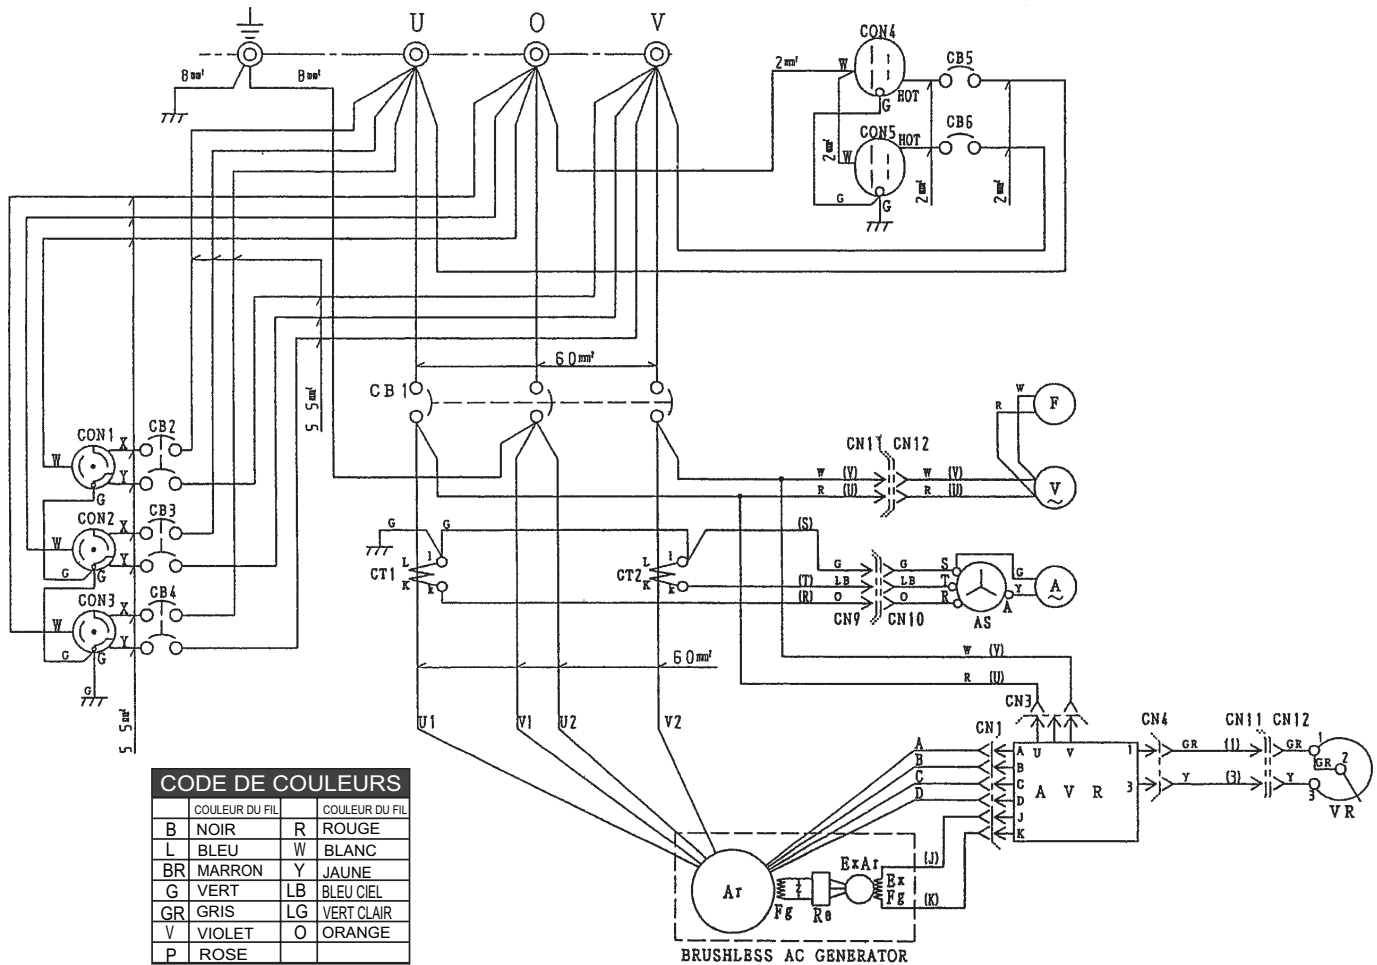 U O V
8mm² 8mm²
2mm²
CON4
W
G HOT
CB5
CON5 HOT
CB6
W
2mm²
G G
2mm² 2mm²
60mm²
CB1
5.5mm²
CON1 X CB2
W Y
G
CON2 X CB3
W Y
G G
CON3 X CB4
W Y
G G
G
5.5mm²
W
R F
CN11 CN12
W (V) W (V)
R (U) R (U)
V
~
G G (S)
L l L l
CT1 CT2
K k K k
G G S G
(T) LB LB T Y A
(R) O O R A ~
CN9 CN10 AS
60mm²
W (V)
R (U)
CN3
U1 V1 U2 V2
CN1 CN4 CN11 CN12
A A U V 1 GR (1) GR 1
B B GR 2
C C AVR 3 Y (3) Y 3
D D VR
J
K
ExAr (J)
Ar Ex
Fg Re Fg (K)
BRUSHLESS AC GENERATOR
CODE DE COULEURS
COULEUR DU FIL COULEUR DU FIL
B NOIR R ROUGE
L BLEU W BLANC
BR MARRON Y JAUNE
G VERT LB BLEU CIEL
GR GRIS LG VERT CLAIR
V VIOLET O ORANGE
P ROSE